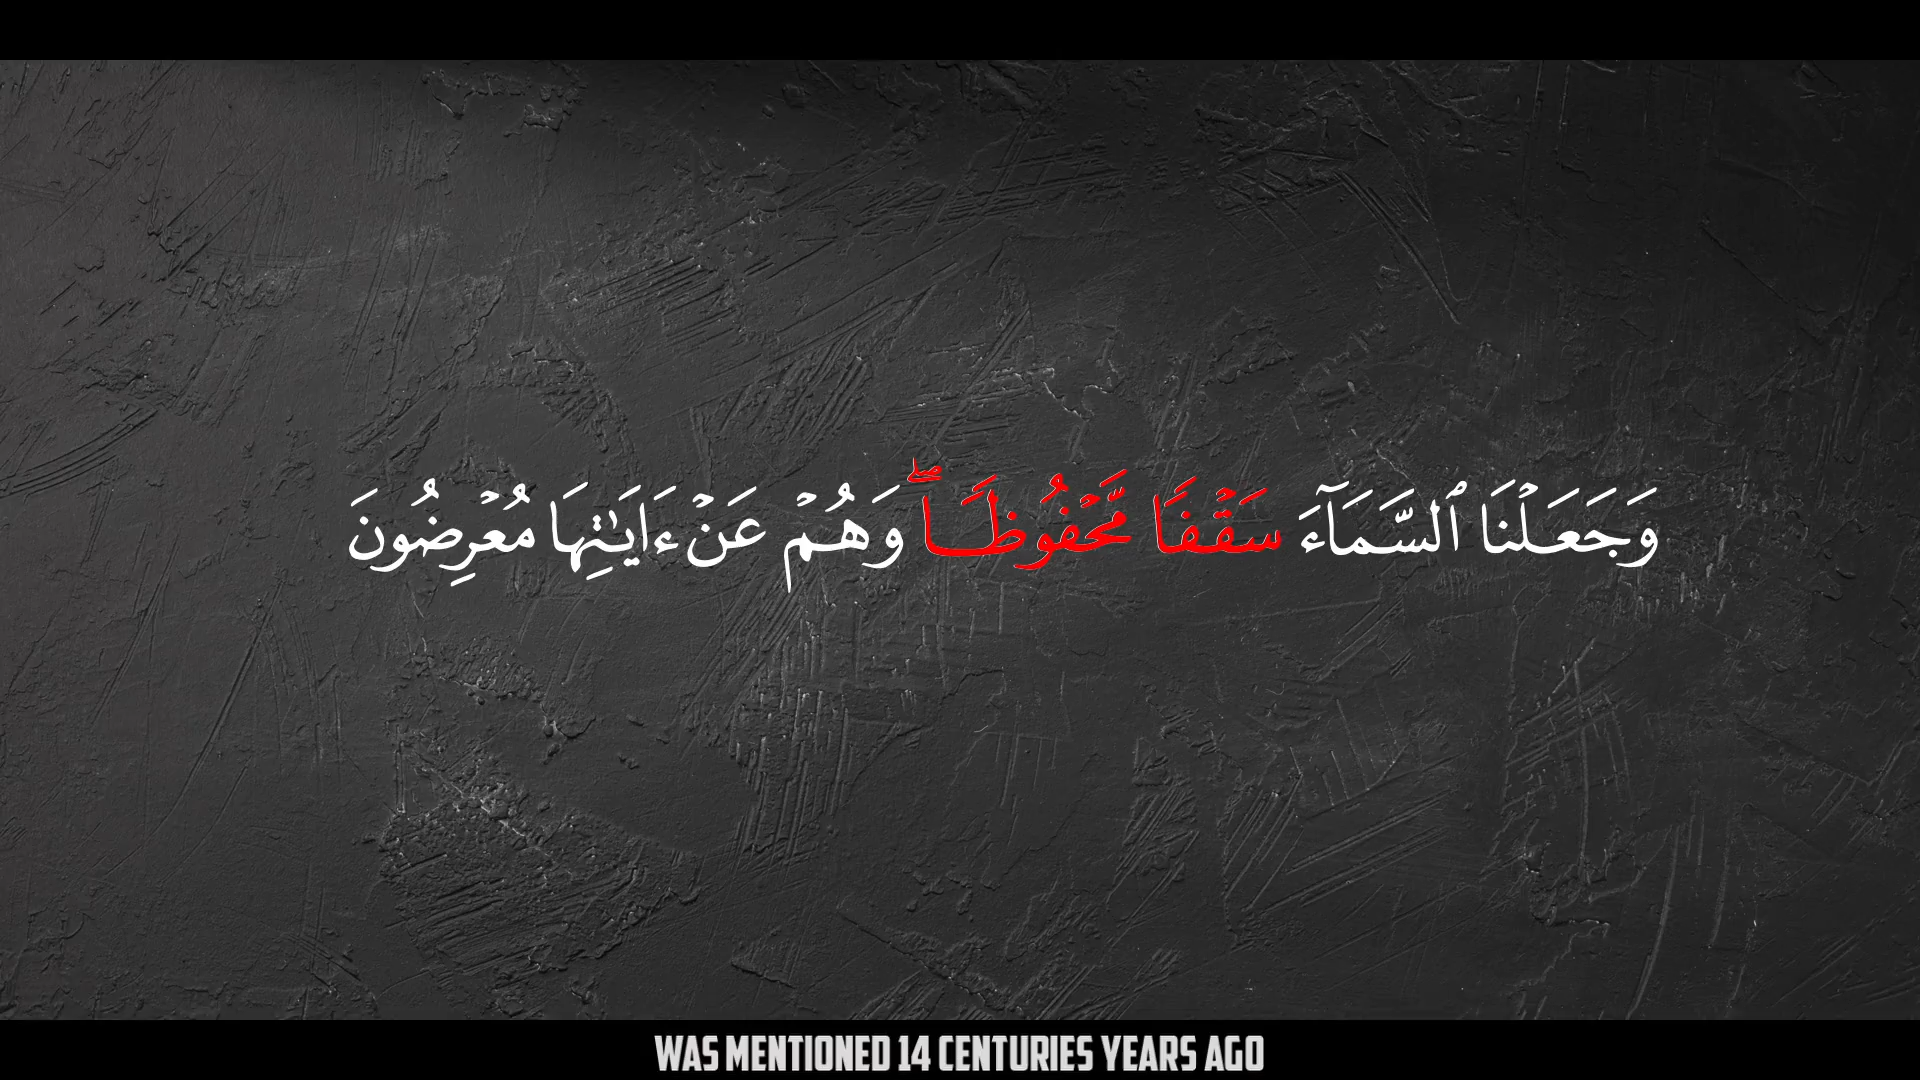 وَجَعَلْنَا ٱلسَّمَآءَ سَقْفًا مَّحْفُوظًا ۖ وَهُمْ عَنْ ءَايَـٰتِهَا مُعْرِضُونَ
WAS MENTIONED 14 CENTURIES YEARS AGO